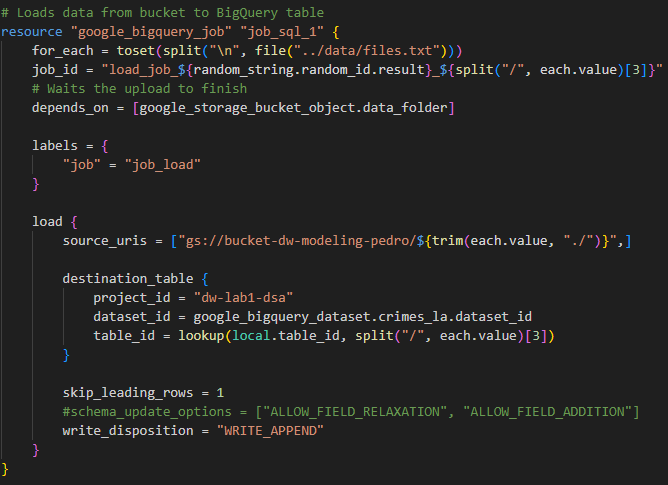 # Loads data from bucket to BigQuery table
resource "google_bigquery_job" "job_sql_1" {
    for_each = toset(split("\n", file("../data/files.txt")))
    job_id = "load_job_${random_string.random_id.result}_${split("/", each.value)[3]}"
    # Waits the upload to finish
    depends_on = [google_storage_bucket_object.data_folder]

    labels = {
        "job" = "job_load"
    }

    load {
        source_uris = ["gs://bucket-dw-modeling-pedro/${trim(each.value, "./")}",]

        destination_table {
            project_id = "dw-lab1-dsa"
            dataset_id = google_bigquery_dataset.crimes_la.dataset_id
            table_id = lookup(local.table_id, split("/", each.value)[3])
        }

        skip_leading_rows = 1
        #schema_update_options = ["ALLOW_FIELD_RELAXATION", "ALLOW_FIELD_ADDITION"]
        write_disposition = "WRITE_APPEND"
    }
}